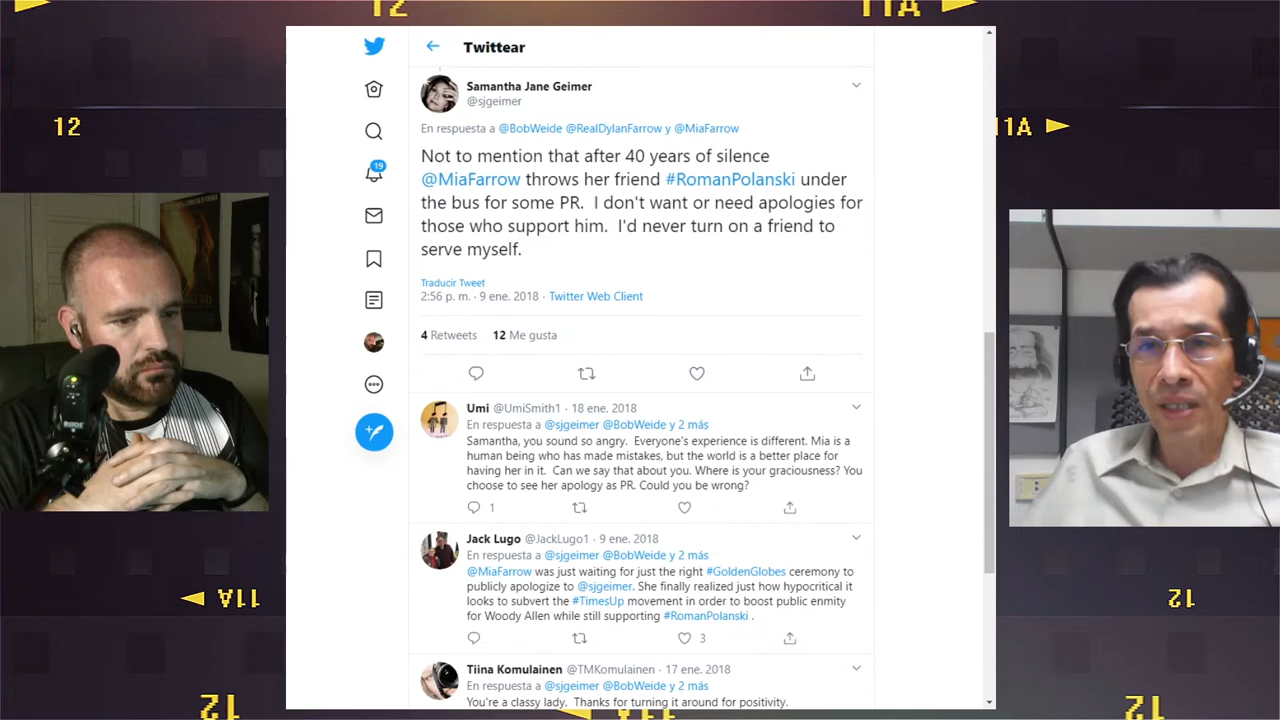 12
11A
12
11A
Twittear
Samantha Jane Geimer
@sjgeimer
En respuesta a @BobWeide @RealDylanFarrow y @MiaFarrow
Not to mention that after 40 years of silence
@MiaFarrow throws her friend #RomanPolanski under
the bus for some PR.  I don't want or need apologies for
those who support him.  I'd never turn on a friend to
serve myself.
Traducir Tweet
2:56 p. m. · 9 ene. 2018 · Twitter Web Client
4 Retweets 12 Me gusta
19
Umi @UmiSmith1 · 18 ene. 2018
En respuesta a @sjgeimer @BobWeide y 2 más
Samantha, you sound so angry.  Everyone's experience is different. Mia is a
human being who has made mistakes, but the world is a better place for
having her in it.  Can we say that about you. Where is your graciousness? You
choose to see her apology as PR. Could you be wrong?
1
Jack Lugo @JackLugo1 · 9 ene. 2018
En respuesta a @sjgeimer @BobWeide y 2 más
@MiaFarrow was just waiting for just the right #GoldenGlobes ceremony to
publicly apologize to @sjgeimer. She finally realized just how hypocritical it
looks to subvert the #TimesUp movement in order to boost public enmity
for Woody Allen while still supporting #RomanPolanski .
3
Tiina Komulainen @TMKomulainen · 17 ene. 2018
En respuesta a @sjgeimer @BobWeide y 2 más
You're a classy lady.  Thanks for turning it around for positivity.
11A
12
12
12
11A